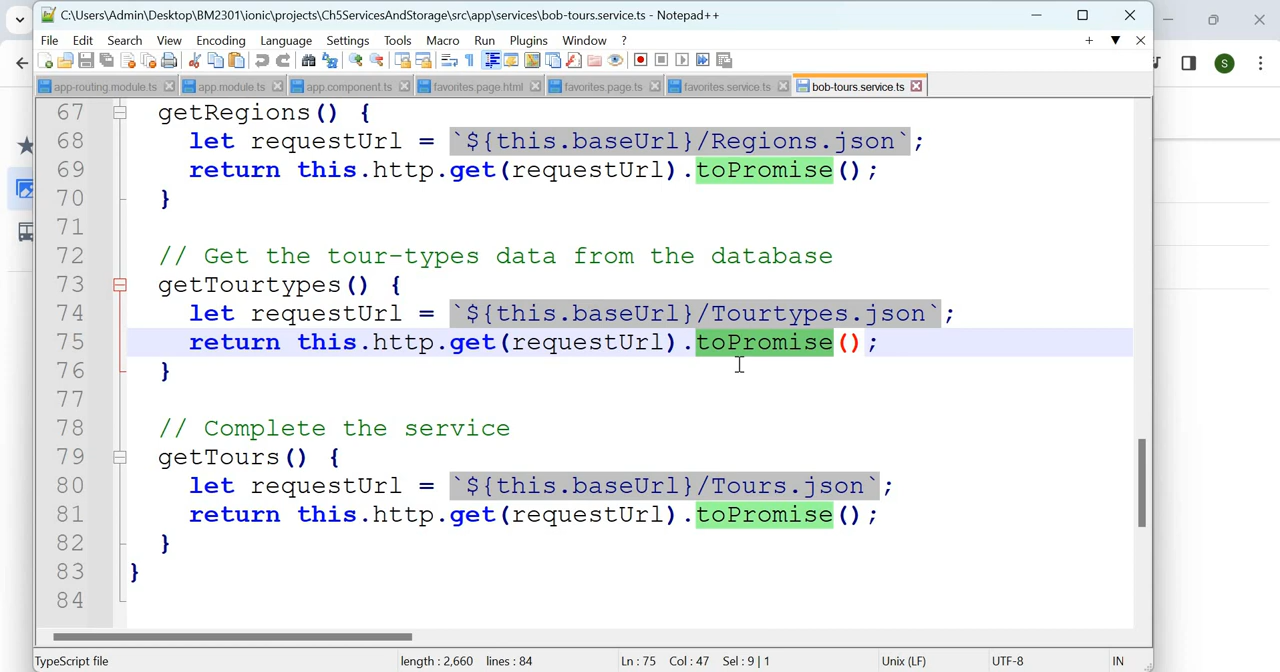 C:\Users\Admin\Desktop\BM2301\ionic\projects\Ch5ServicesAndStorage\src\app\services\bob-tours.service.ts - Notepad++
File Edit Search View Encoding Language Settings Tools Macro Run Plugins Window ?
app-routing.module.ts app.module.ts app.component.ts favorites.page.html favorites.page.ts favorites.service.ts bob-tours.service.ts
S
67 getRegions() {
68 let requestUrl = `${this.baseUrl}/Regions.json`;
69 return this.http.get(requestUrl).toPromise();
70 }
71
72 // Get the tour-types data from the database
73 getTourtypes() {
74 let requestUrl = `${this.baseUrl}/Tourtypes.json`;
75 return this.http.get(requestUrl).toPromise();
76 }
77
78 // Complete the service
79 getTours() {
80 let requestUrl = `${this.baseUrl}/Tours.json`;
81 return this.http.get(requestUrl).toPromise();
82 }
83 }
84
TypeScript file length : 2,660 lines : 84 Ln : 75 Col : 47 Sel : 9 | 1 Unix (LF) UTF-8 IN